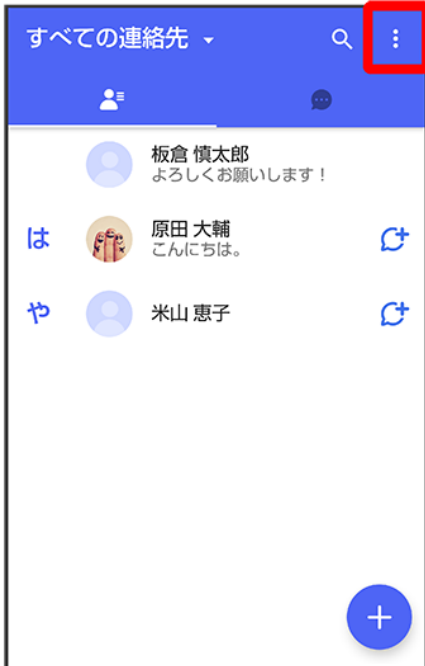 すべての連絡先
板倉 慎太郎
よろしくお願いします！
は
原田 大輔
こんにちは。
や
米山 恵子